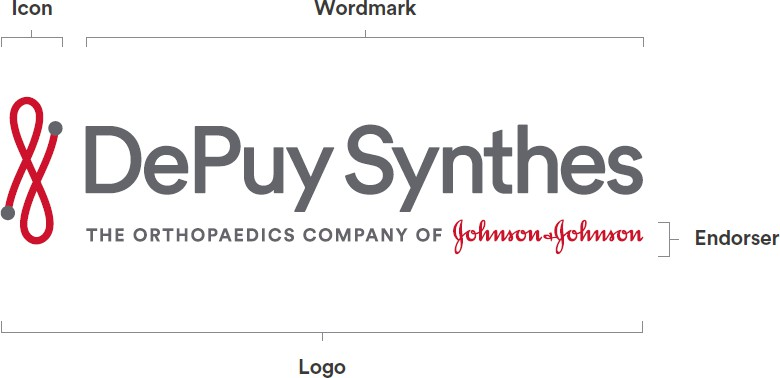 Icon
Wordmark
DePuy Synthes
THE ORTHOPAEDICS COMPANY OF Johnson & Johnson
Endorser
Logo